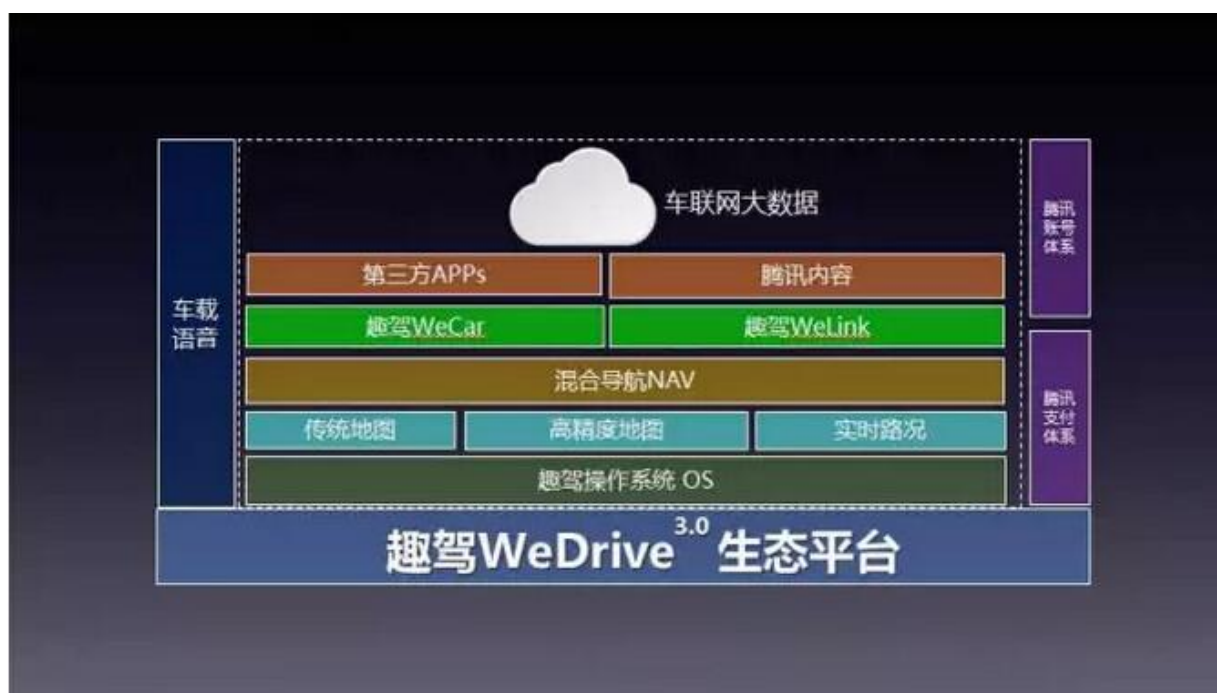 车联网大数据
第三方APPs
腾讯内容
趣驾WeCar
趣驾WeLink
混合导航NAV
传统地图
高精度地图
实时路况
趣驾操作系统 OS
车载
语音
腾讯
账号
体系
腾讯
支付
体系
趣驾WeDrive3.0 生态平台